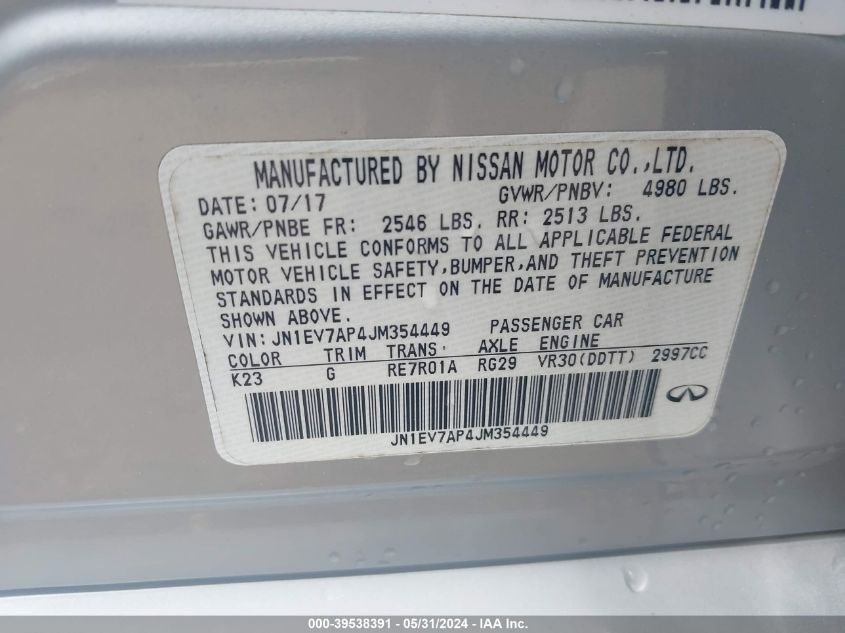 MANUFACTURED BY NISSAN MOTOR CO.,LTD.
DATE: 07/17 GVWR/PNBV: 4980 LBS.
GAWR/PNBE FR: 2546 LBS. RR: 2513 LBS.
THIS VEHICLE CONFORMS TO ALL APPLICABLE FEDERAL
MOTOR VEHICLE SAFETY,BUMPER,AND THEFT PREVENTION
STANDARDS IN EFFECT ON THE DATE OF MANUFACTURE
SHOWN ABOVE.
VIN:JN1EV7AP4JM354449 PASSENGER CAR
COLOR TRIM TRANS. AXLE ENGINE
K23 G RE7R01A RG29 VR30(DDTT) 2997CC
JN1EV7AP4JM354449
000-39538391 - 05/31/2024 - IAA Inc.